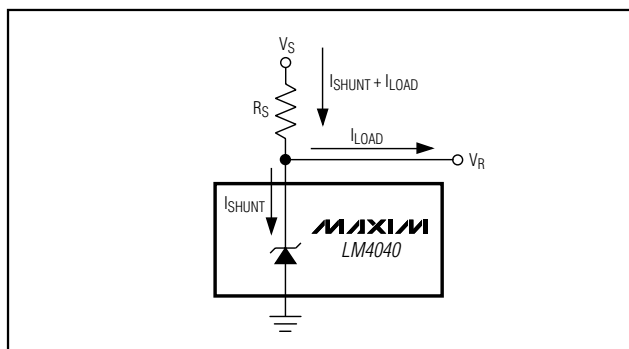 VS
ISHUNT + ILOAD
RS
ILOAD
VR
ISHUNT
MAXIM
LM4040